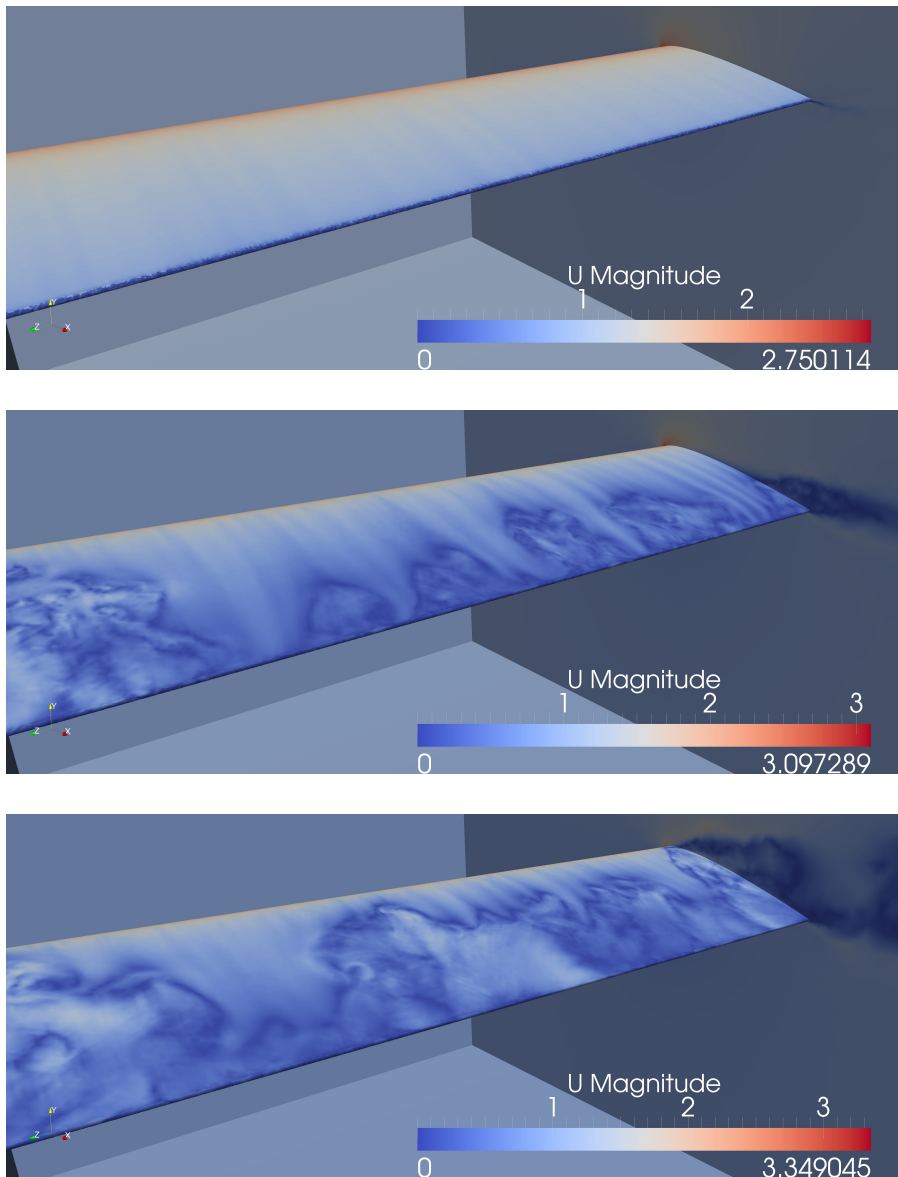 Y
Z X
U Magnitude
1 2
0 2.750114
Y
Z X
U Magnitude
1 2 3
0 3.097289
Y
Z X
U Magnitude
1 2 3
0 3.349045